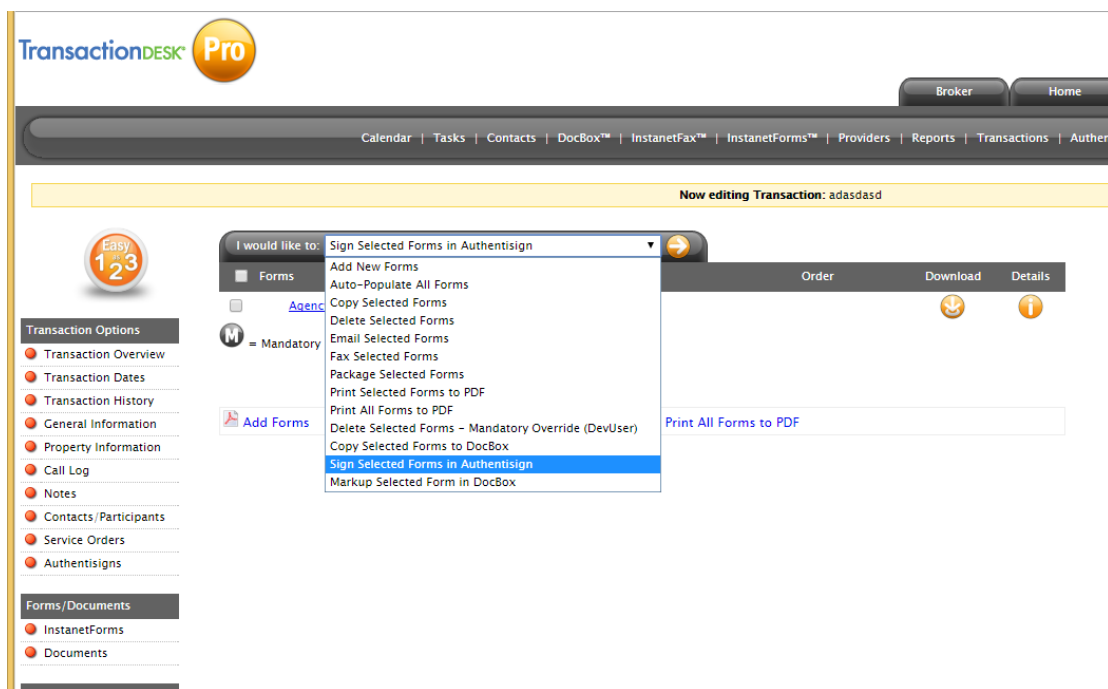 TransactionDESK® Pro
Broker Home
Calendar | Tasks | Contacts | DocBox™ | InstanetFax™ | InstanetForms™ | Providers | Reports | Transactions |
Now editing Transaction: adasdasd
Easy
as
123
I would like to: Sign Selected Forms in Authentisign
Forms Order Download Details
Add New Forms
Auto-Populate All Forms
Copy Selected Forms
Delete Selected Forms
Email Selected Forms
Fax Selected Forms
Package Selected Forms
Print Selected Forms to PDF
Print All Forms to PDF
Delete Selected Forms - Mandatory Override (DevUser)
Copy Selected Forms to DocBox
Sign Selected Forms in Authentisign
Markup Selected Form in DocBox
M = Mandatory
Add Forms Print All Forms to PDF
Transaction Options
Transaction Overview
Transaction Dates
Transaction History
General Information
Property Information
Call Log
Notes
Contacts/Participants
Service Orders
Authentisigns
Forms/Documents
InstanetForms
Documents